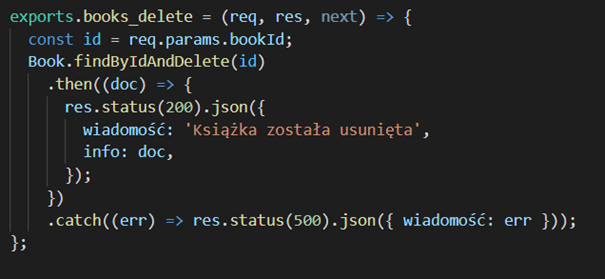 exports.books_delete = (req, res, next) => {
  const id = req.params.bookId;
  Book.findByIdAndDelete(id)
    .then((doc) => {
      res.status(200).json({
        wiadomość: 'Książka została usunięta',
        info: doc,
      });
    })
    .catch((err) => res.status(500).json({ wiadomość: err }));
};